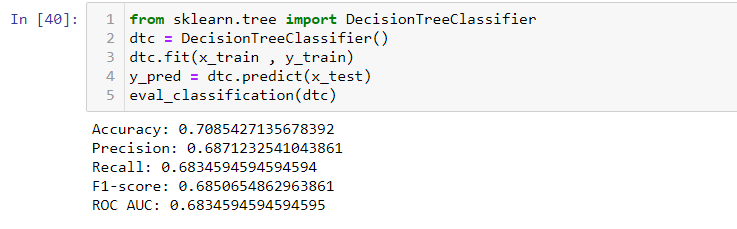 In [40]:
1 from sklearn.tree import DecisionTreeClassifier
2 dtc = DecisionTreeClassifier()
3 dtc.fit(x_train , y_train)
4 y_pred = dtc.predict(x_test)
5 eval_classification(dtc)
Accuracy: 0.7085427135678392
Precision: 0.6871232541043861
Recall: 0.6834594594594594
F1-score: 0.6850654862963861
ROC AUC: 0.6834594594594595